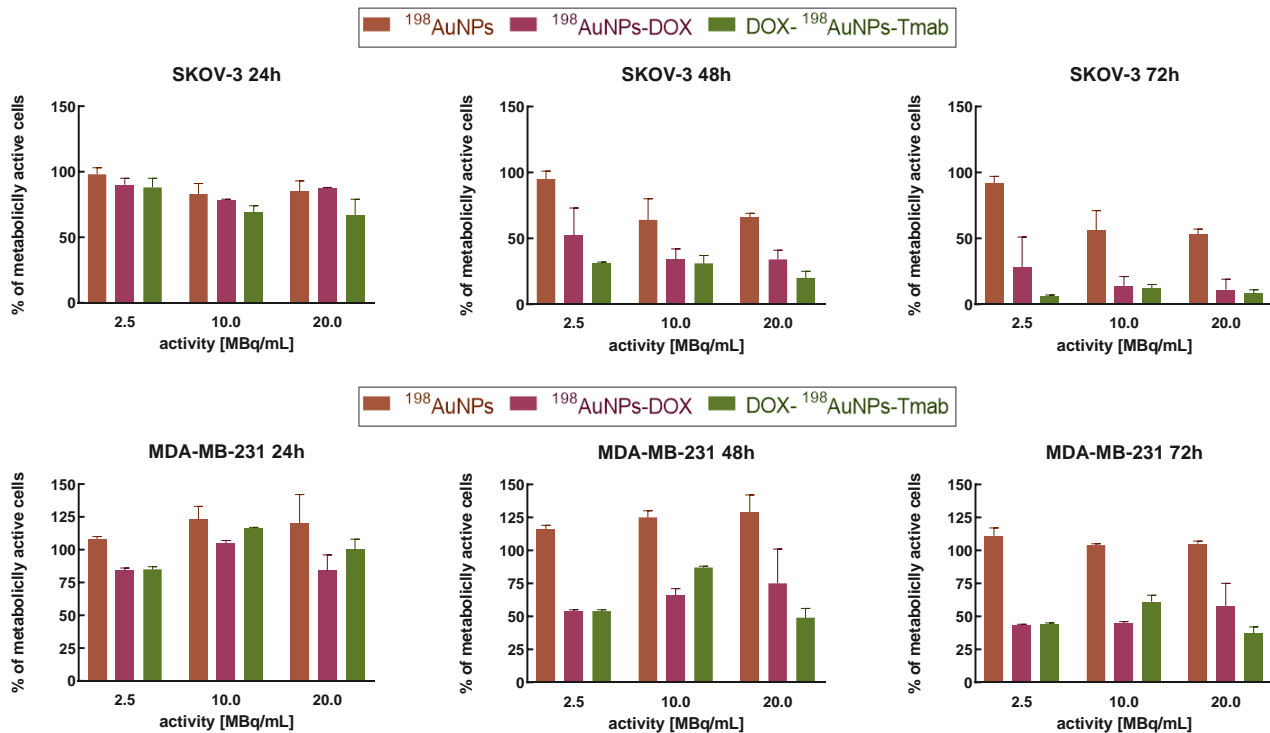 ¹⁹⁸AuNPs ¹⁹⁸AuNPs-DOX DOX- ¹⁹⁸AuNPs-Tmab
SKOV-3 24h
% of metaboliclly active cells
150
100
50
0
2.5 10.0 20.0
activity [MBq/mL]
SKOV-3 48h
% of metaboliclly active cells
150
100
50
0
2.5 10.0 20.0
activity [MBq/mL]
SKOV-3 72h
% of metaboliclly active cells
150
100
50
0
2.5 10.0 20.0
activity [MBq/mL]
¹⁹⁸AuNPs ¹⁹⁸AuNPs-DOX DOX- ¹⁹⁸AuNPs-Tmab
MDA-MB-231 24h
% of metaboliclly active cells
150
125
100
75
50
25
0
2.5 10.0 20.0
activity [MBq/mL]
MDA-MB-231 48h
% of metaboliclly active cells
150
125
100
75
50
25
0
2.5 10.0 20.0
activity [MBq/mL]
MDA-MB-231 72h
% of metaboliclly active cells
150
125
100
75
50
25
0
2.5 10.0 20.0
activity [MBq/mL]